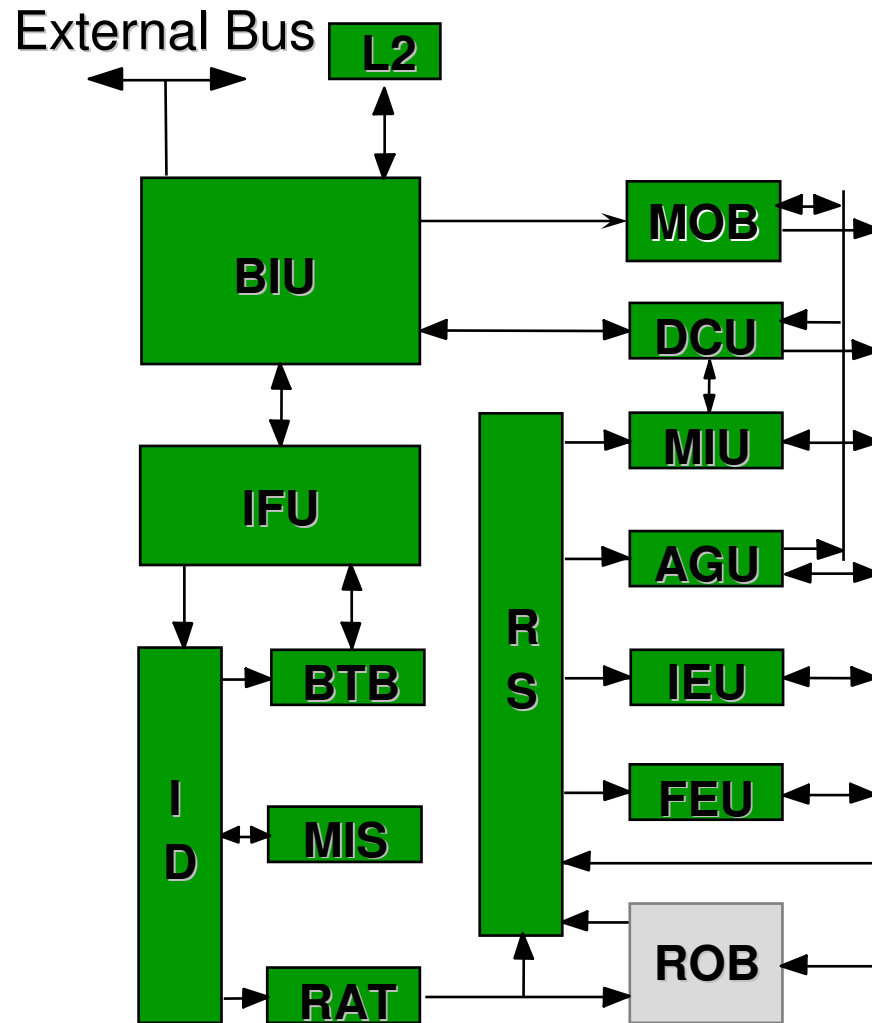 External Bus
L2
BIU
MOB
DCU
MIU
IFU
AGU
R
S
BTB
IEU
I
D
MIS
FEU
RAT
ROB